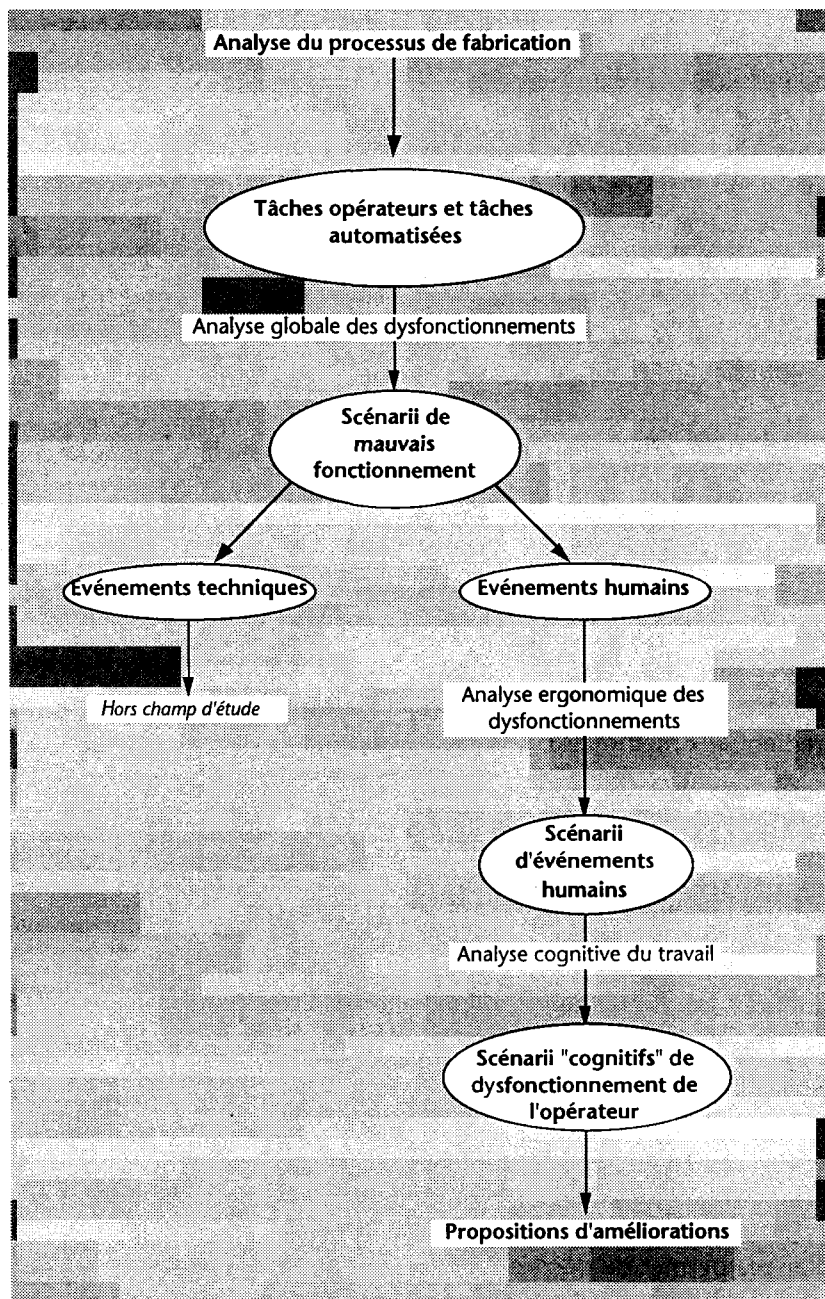 Analyse du processus de fabrication
Tâches opérateurs et tâches
automatisées
Analyse globale des dysfonctionnements
Scénarii de
mauvais
fonctionnement
Evénements techniques
Evénements humains
Hors champ d'étude
Analyse ergonomique des
dysfonctionnements
Scénarii
d'événements
humains
Analyse cognitive du travail
Scénarii "cognitifs" de
dysfonctionnement de
l'opérateur
Propositions d'améliorations